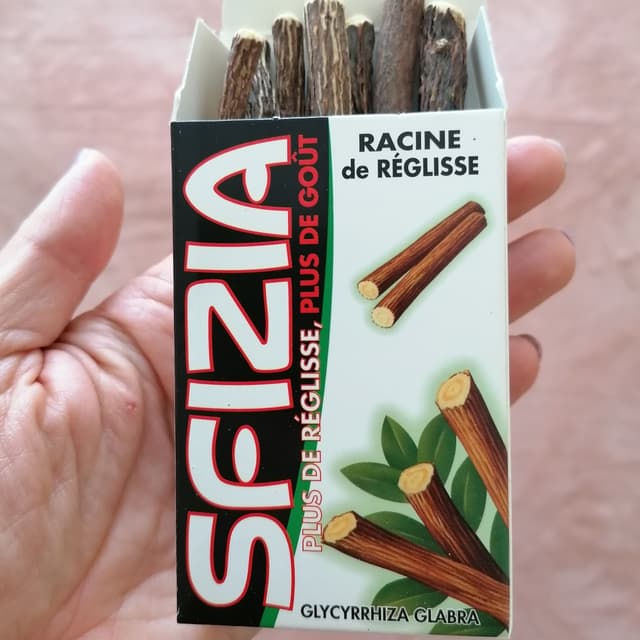 RACINE
de RÉGLISSE
SFIZIA
PLUS DE RÉGLISSE, PLUS DE GOÛT
GLYCYRRHIZA GLABRA